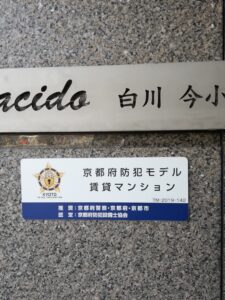 acido 白川 今小
KYOTO
京都府防犯モデル
賃貸マンション
TM-2019-142
推奨：京都府警察・京都府・京都市
認定：京都府防犯設備士協会